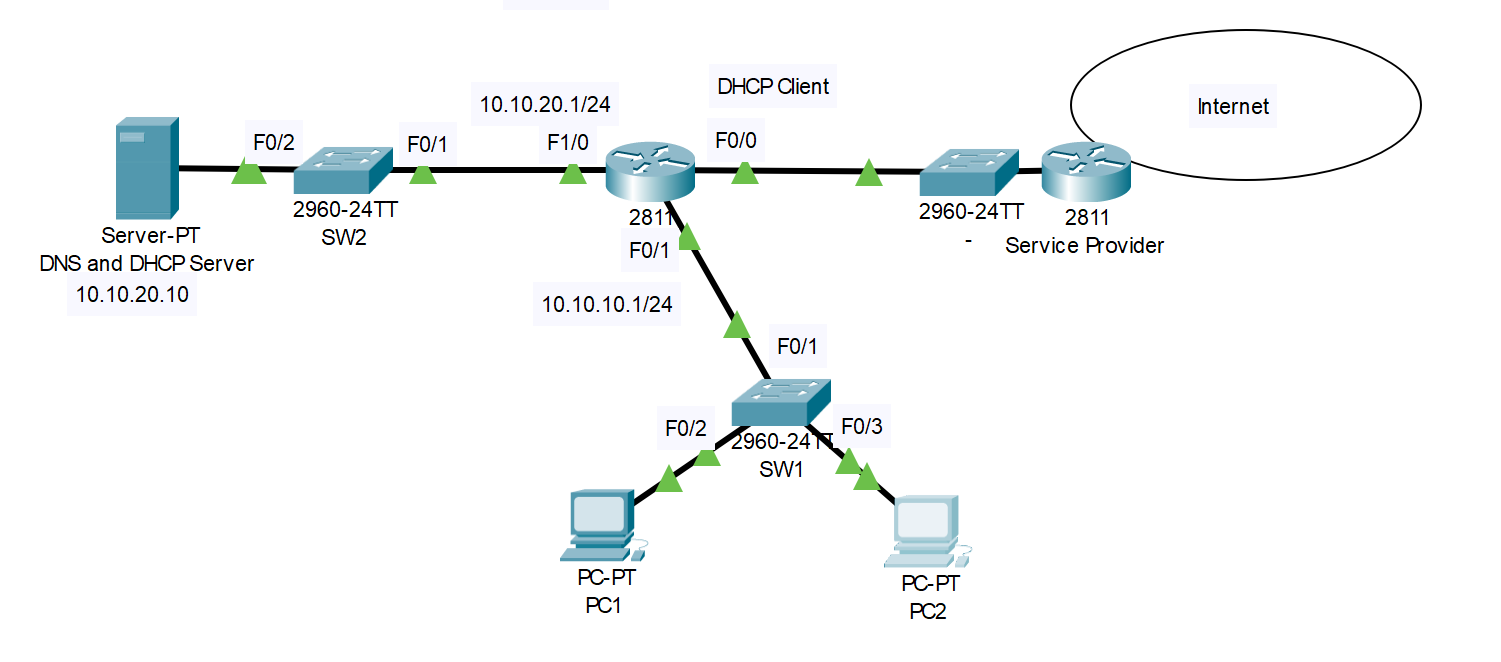 DHCP Client
10.10.20.1/24
Internet
F0/2
F0/1
F1/0
F0/0
2960-24TT
SW2
2811
2960-24TT
-
2811
Service Provider
Server-PT
DNS and DHCP Server
10.10.20.10
F0/1
10.10.10.1/24
F0/1
F0/2
F0/3
2960-24TT
SW1
PC-PT
PC1
PC-PT
PC2